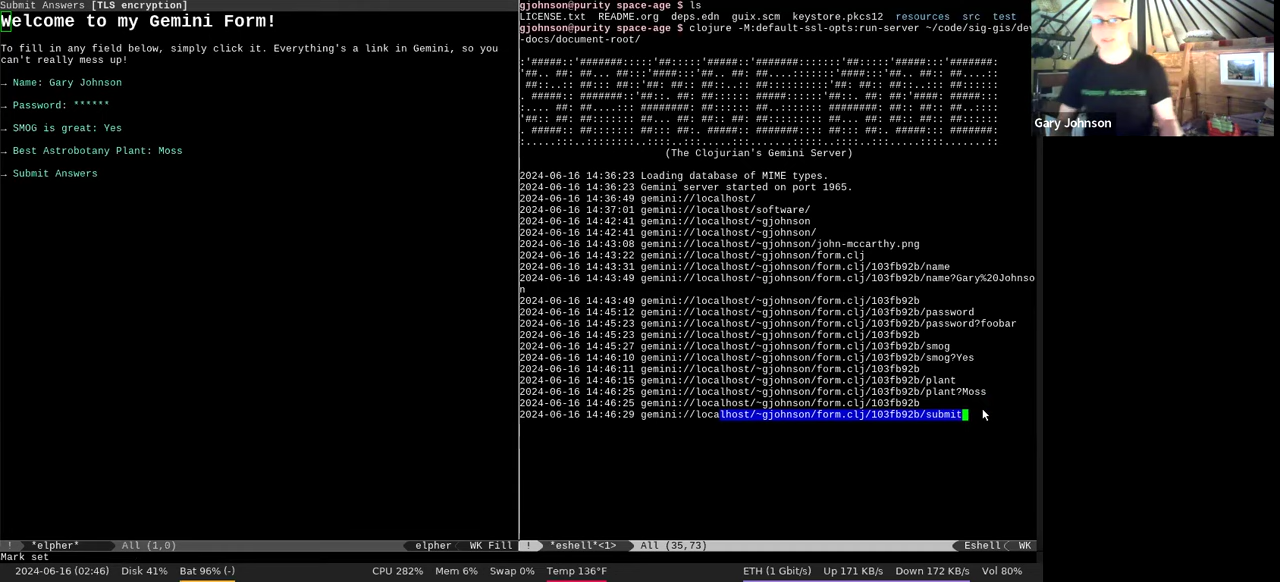 Submit Answers [TLS encryption]
Welcome to my Gemini Form!
To fill in any field below, simply click it. Everything's a link in Gemini, so you
can't really mess up!
→ Name: Gary Johnson
→ Password: ******
→ SMOG is great: Yes
→ Best Astrobotany Plant: Moss
→ Submit Answers
! *elpher* All (1,0) elpher WK Fill
gjohnson@purity space-age $ ls
LICENSE.txt README.org deps.edn guix.scm keystore.pkcs12 resources src test
gjohnson@purity space-age $ clojure -M:default-ssl-opts:run-server ~/code/sig-gis/dev
-docs/document-root/
(The Clojurian's Gemini Server)
2024-06-16 14:36:23 Loading database of MIME types.
2024-06-16 14:36:23 Gemini server started on port 1965.
2024-06-16 14:36:49 gemini://localhost/
2024-06-16 14:37:01 gemini://localhost/software/
2024-06-16 14:42:41 gemini://localhost/~gjohnson
2024-06-16 14:42:41 gemini://localhost/~gjohnson/
2024-06-16 14:43:08 gemini://localhost/~gjohnson/john-mccarthy.png
2024-06-16 14:43:22 gemini://localhost/~gjohnson/form.clj
2024-06-16 14:43:31 gemini://localhost/~gjohnson/form.clj/103fb92b/name
2024-06-16 14:43:49 gemini://localhost/~gjohnson/form.clj/103fb92b/name?Gary%20Johnso
n
2024-06-16 14:43:49 gemini://localhost/~gjohnson/form.clj/103fb92b
2024-06-16 14:45:12 gemini://localhost/~gjohnson/form.clj/103fb92b/password
2024-06-16 14:45:23 gemini://localhost/~gjohnson/form.clj/103fb92b/password?foobar
2024-06-16 14:45:23 gemini://localhost/~gjohnson/form.clj/103fb92b
2024-06-16 14:45:27 gemini://localhost/~gjohnson/form.clj/103fb92b/smog
2024-06-16 14:46:10 gemini://localhost/~gjohnson/form.clj/103fb92b/smog?Yes
2024-06-16 14:46:11 gemini://localhost/~gjohnson/form.clj/103fb92b
2024-06-16 14:46:15 gemini://localhost/~gjohnson/form.clj/103fb92b/plant
2024-06-16 14:46:25 gemini://localhost/~gjohnson/form.clj/103fb92b/plant?Moss
2024-06-16 14:46:25 gemini://localhost/~gjohnson/form.clj/103fb92b
2024-06-16 14:46:29 gemini://localhost/~gjohnson/form.clj/103fb92b/submit
! *eshell*<1> All (35,73) Eshell WK
Gary Johnson
Mark set
2024-06-16 (02:46) Disk 41% Bat 96% (-) CPU 282% Mem 6% Swap 0% Temp 136°F ETH (1 Gbit/s) Up 171 KB/s Down 172 KB/s Vol 80%